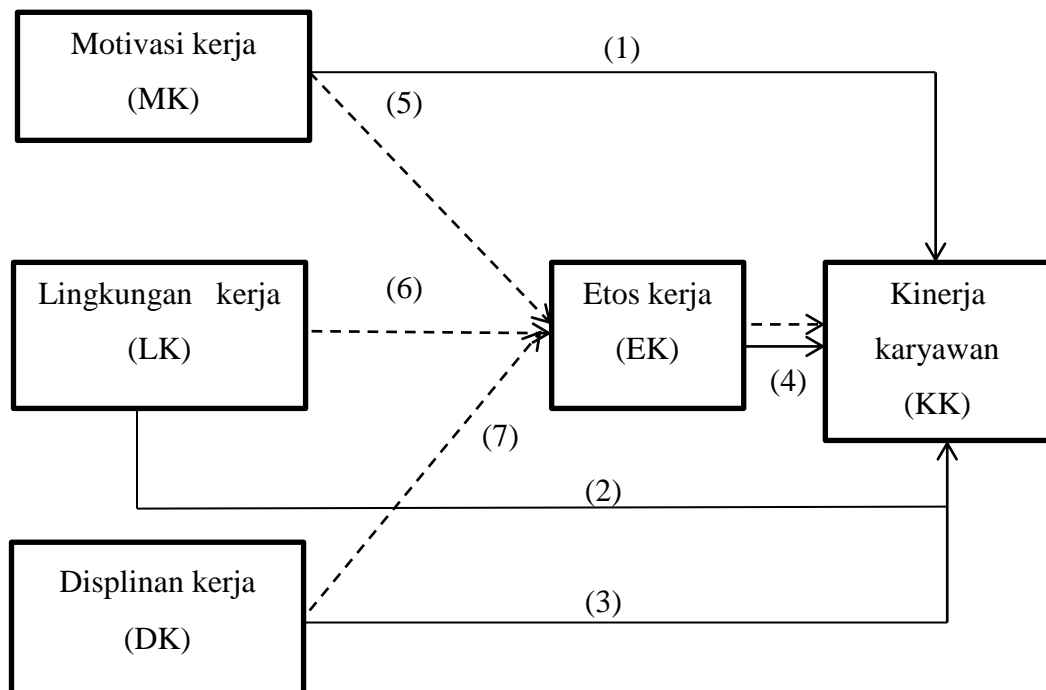 Motivasi kerja
(MK)
(1)
(5)
Lingkungan kerja
(LK)
(6)
Etos kerja
(EK)
Kinerja
karyawan
(KK)
(4)
(7)
(2)
Displinan kerja
(DK)
(3)